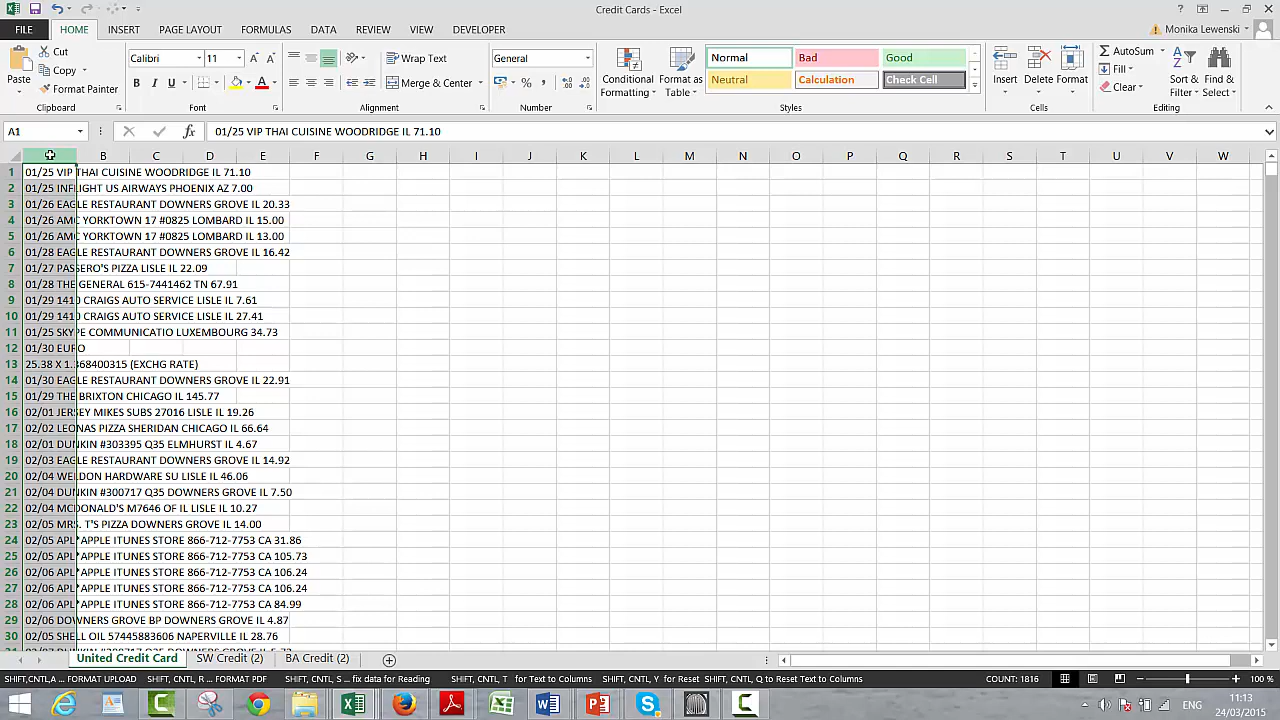 Credit Cards - Excel
FILE HOME INSERT PAGE LAYOUT FORMULAS DATA REVIEW VIEW DEVELOPER Monika Lewenski
Paste Cut Copy Format Painter Clipboard
Calibri 11 B I U A Font
Wrap Text Merge & Center Alignment
General % Number
Conditional Formatting Format as Table
Normal Bad Good
Neutral Calculation Check Cell Styles
Insert Delete Format Cells
AutoSum Fill Clear Sort & Filter Find & Select Editing
A1 fx 01/25 VIP THAI CUISINE WOODRIDGE IL 71.10
A B C D E F G H I J K L M N O P Q R S T U V W
1 01/25 VIP THAI CUISINE WOODRIDGE IL 71.10
2 01/25 INFLIGHT US AIRWAYS PHOENIX AZ 7.00
3 01/26 EAGLE RESTAURANT DOWNERS GROVE IL 20.33
4 01/26 AMC YORKTOWN 17 #0825 LOMBARD IL 15.00
5 01/26 AMC YORKTOWN 17 #0825 LOMBARD IL 13.00
6 01/28 EAGLE RESTAURANT DOWNERS GROVE IL 16.42
7 01/27 PASSERO'S PIZZA LISLE IL 22.09
8 01/28 THE GENERAL 615-7441462 TN 67.91
9 01/29 1410 CRAIGS AUTO SERVICE LISLE IL 7.61
10 01/29 1410 CRAIGS AUTO SERVICE LISLE IL 27.41
11 01/25 SKYPE COMMUNICATIO LUXEMBOURG 34.73
12 01/30 EURO
13 25.38 X 1.368400315 (EXCHG RATE)
14 01/30 EAGLE RESTAURANT DOWNERS GROVE IL 22.91
15 01/29 THE BRIXTON CHICAGO IL 145.77
16 02/01 JERSEY MIKES SUBS 27016 LISLE IL 19.26
17 02/02 LEONAS PIZZA SHERIDAN CHICAGO IL 66.64
18 02/01 DUNKIN #303395 Q35 ELMHURST IL 4.67
19 02/03 EAGLE RESTAURANT DOWNERS GROVE IL 14.92
20 02/04 WELDON HARDWARE SU LISLE IL 46.06
21 02/04 DUNKIN #300717 Q35 DOWNERS GROVE IL 7.50
22 02/04 MCDONALD'S M7646 OF IL LISLE IL 10.27
23 02/05 MRS. T'S PIZZA DOWNERS GROVE IL 14.00
24 02/05 APL*APPLE ITUNES STORE 866-712-7753 CA 31.86
25 02/05 APL*APPLE ITUNES STORE 866-712-7753 CA 105.73
26 02/06 APL*APPLE ITUNES STORE 866-712-7753 CA 106.24
27 02/06 APL*APPLE ITUNES STORE 866-712-7753 CA 106.24
28 02/06 APL*APPLE ITUNES STORE 866-712-7753 CA 84.99
29 02/06 DOWNERS GROVE BP DOWNERS GROVE IL 4.87
30 02/05 SHELL OIL 57445883606 NAPERVILLE IL 28.76
United Credit Card SW Credit (2) BA Credit (2)
SHIFT,CNTL,A ... FORMAT UPLOAD SHIFT, CNTL, R ... FORMAT PDF SHIFT, CNTL, S ... fix data for Reading SHIFT, CNTL, T for Text to Columns SHIFT, CNTL, Y for Reset SHIFT, CNTL, Q to Reset Text to Columns COUNT: 1816 100 %
ENG 11:13
24/03/2015